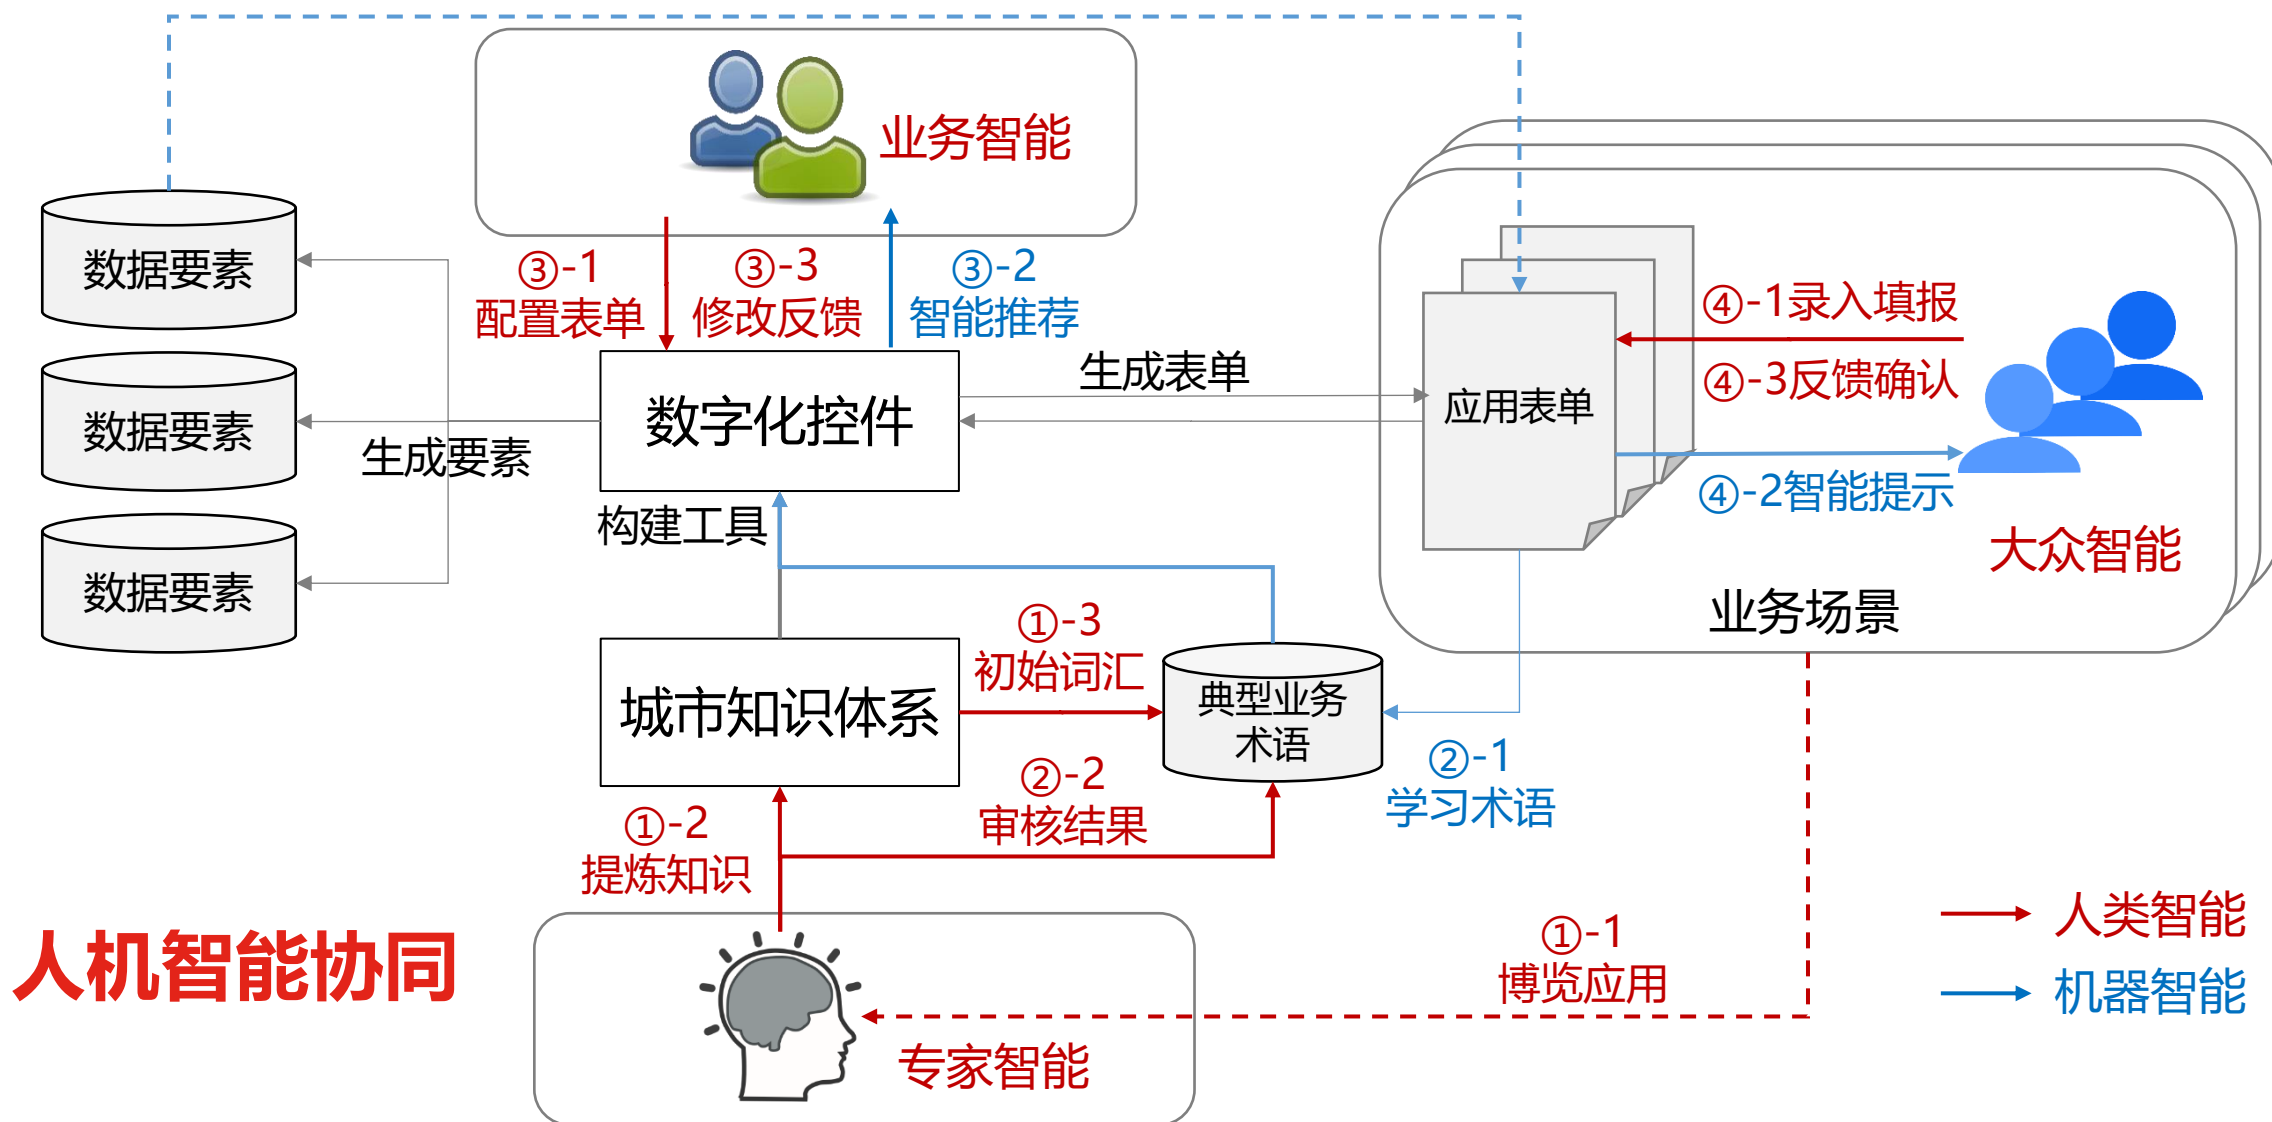 业务智能
数据要素
③-1
配置表单
③-3
修改反馈
③-2
智能推荐
④-1录入填报
④-3反馈确认
生成表单
数字化控件
应用表单
数据要素
生成要素
④-2智能提示
构建工具
大众智能
数据要素
业务场景
①-3
初始词汇
城市知识体系
典型业务
术语
②-2
审核结果
②-1
学习术语
①-2
提炼知识
人机智能协同
①-1
博览应用
人类智能
机器智能
专家智能